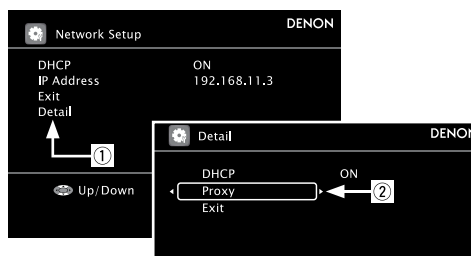 Network Setup
DENON
DHCP ON
IP Address 192.168.11.3
Exit
Detail
①
Up/Down
Detail
DENON
DHCP ON
Proxy
②
Exit